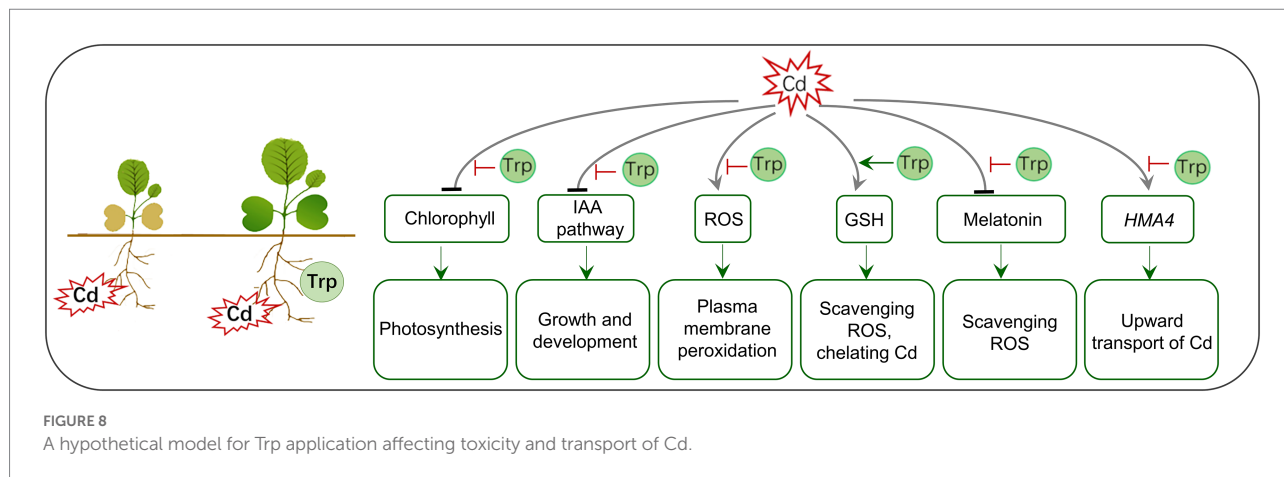 Cd
Trp
Trp
Trp
Trp
Trp
Trp
Chlorophyll
IAA
pathway
ROS
GSH
Melatonin
HMA4
Cd
Cd
Trp
Photosynthesis
Growth and
development
Plasma
membrane
peroxidation
Scavenging
ROS,
chelating Cd
Scavenging
ROS
Upward
transport of Cd
FIGURE 8
A hypothetical model for Trp application affecting toxicity and transport of Cd.